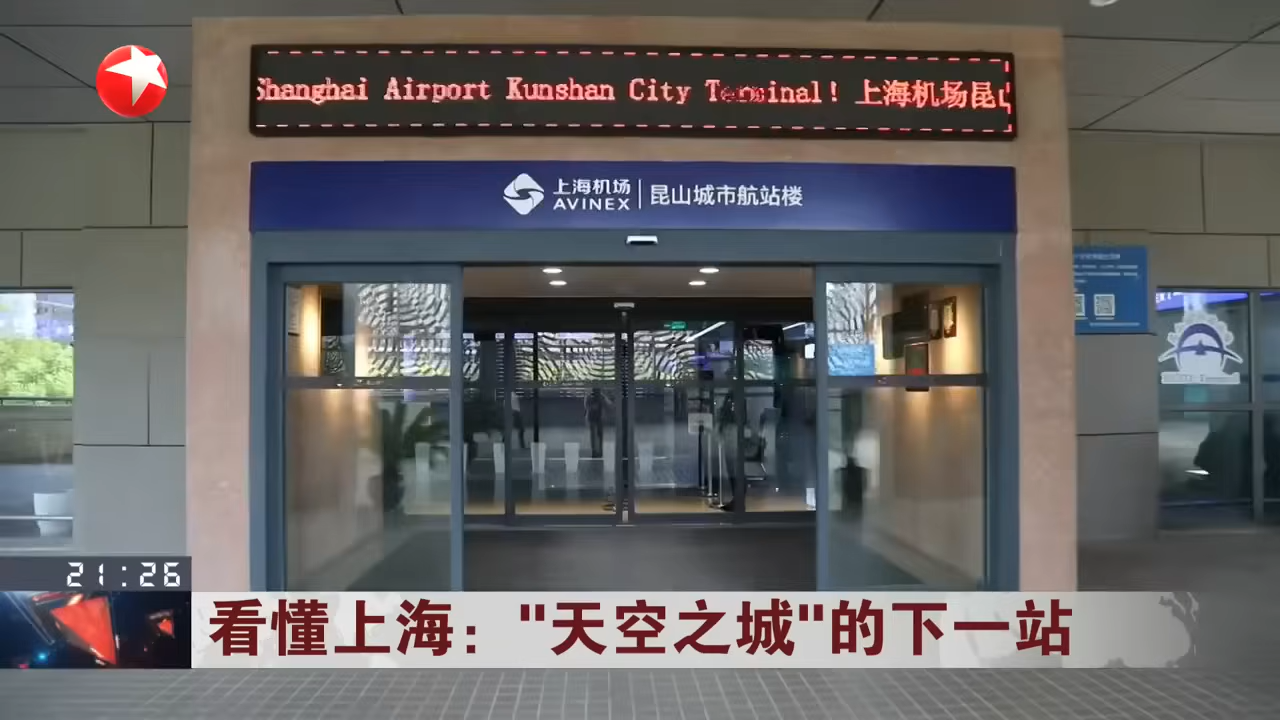 Shanghai Airport Kunshan City Terminal! 上海机场昆山
上海机场
AVINEX
昆山城市航站楼
21:26
看懂上海："天空之城"的下一站